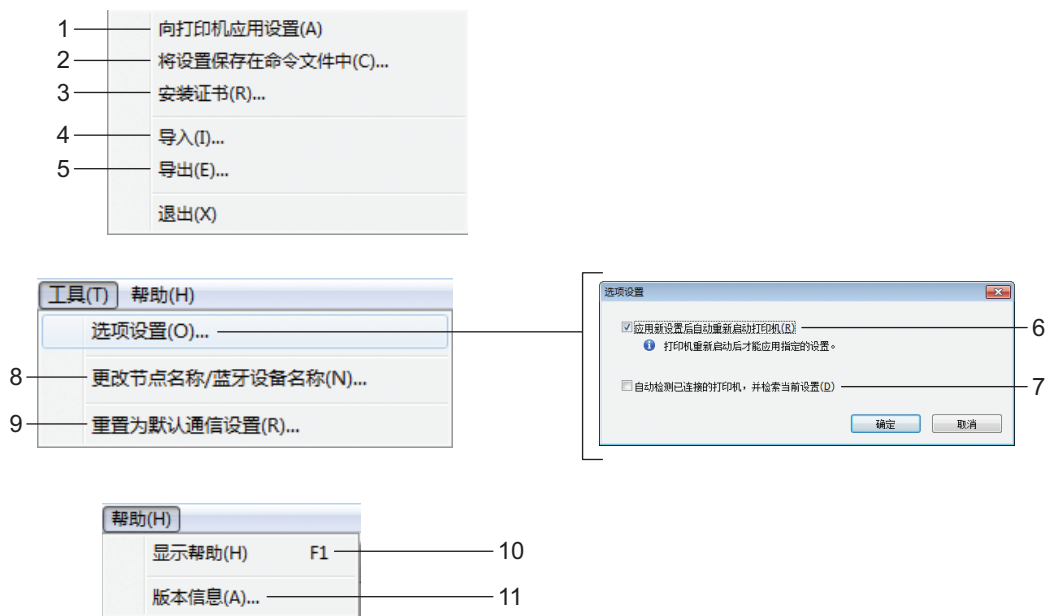 1 向打印机应用设置(A)
2 将设置保存在命令文件中(C)...
3 安装证书(R)...
4 导入(I)...
5 导出(E)...
退出(X)
工具(T) 帮助(H)
选项设置(O)...
8 更改节点名称/蓝牙设备名称(N)...
9 重置为默认通信设置(R)...
选项设置
应用新设置后自动重新启动打印机(R) 6
打印机重新启动后才能应用指定的设置。
自动检测已连接的打印机，并检索当前设置(D) 7
确定 取消
帮助(H)
显示帮助(H) F1 10
版本信息(A)... 11